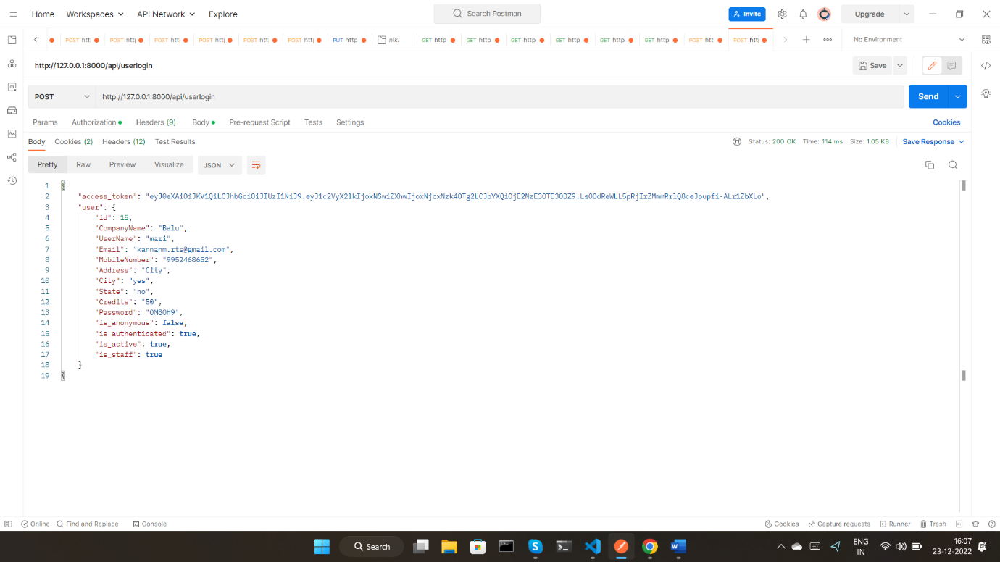 Home Workspaces API Network Explore Search Postman Invite Upgrade
POST htt POST http POST http POST http POST htt POST http PUT http niki GET http GET http GET http GET http GET http GET http POST htt POST http No Environment
http://127.0.0.1:8000/api/userlogin Save
POST http://127.0.0.1:8000/api/userlogin Send
Params Authorization Headers (9) Body Pre-request Script Tests Settings Cookies
Body Cookies (2) Headers (12) Test Results Status: 200 OK Time: 114 ms Size: 1.05 KB Save Response
Pretty Raw Preview Visualize JSON
1 {
2 "access_token": "eyJ0eXAiOiJKV1QiLCJhbGciOiJIUzI1NiJ9.eyJ1c2VyX2lkIjoxNSwiZXhwIjoxNjcxNzk4OTg2LCJpYXQiOjE2NzE3OTE3ODZ9.LsOOdReWLL5pRjIrZMmmRrlQ8ceJpupfi-ALr1ZbXLo",
3 "user": {
4 "id": 15,
5 "CompanyName": "Balu",
6 "UserName": "mari",
7 "Email": "kannanm.rts@gmail.com",
8 "MobileNumber": "9952468652",
9 "Address": "City",
10 "City": "yes",
11 "State": "no",
12 "Credits": "50",
13 "Password": "OM8OH9",
14 "is_anonymous": false,
15 "is_authenticated": true,
16 "is_active": true,
17 "is_staff": true
18 }
19 }
Online Find and Replace Console Cookies Capture requests Runner Trash
Search ENG IN 16:07 23-12-2022